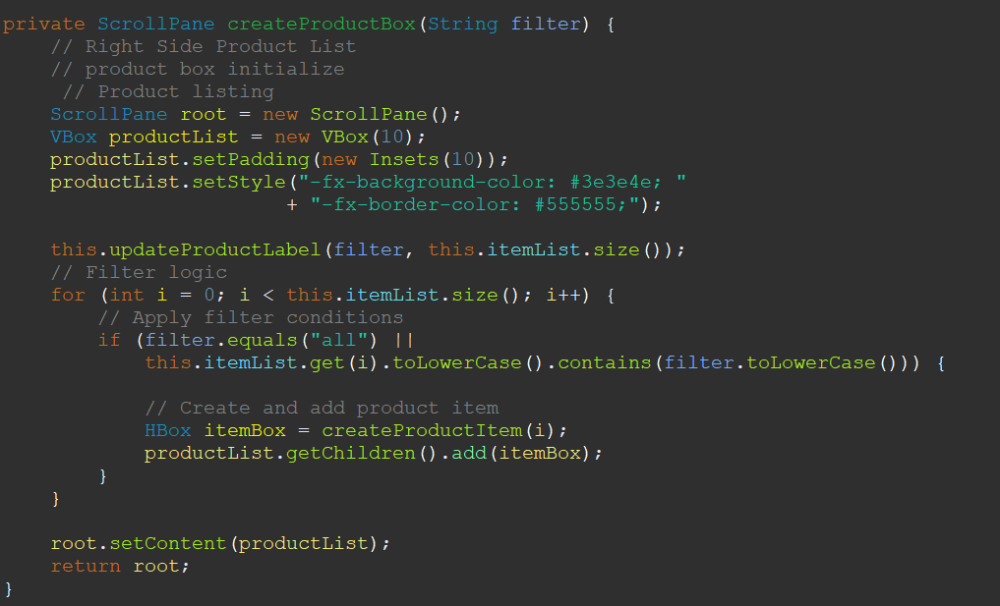 private ScrollPane createProductBox(String filter) {
    // Right Side Product List
    // product box initialize
     // Product listing
    ScrollPane root = new ScrollPane();
    VBox productList = new VBox(10);
    productList.setPadding(new Insets(10));
    productList.setStyle("-fx-background-color: #3e3e4e; "
                        + "-fx-border-color: #555555;");

    this.updateProductLabel(filter, this.itemList.size());
    // Filter logic
    for (int i = 0; i < this.itemList.size(); i++) {
        // Apply filter conditions
        if (filter.equals("all") ||
            this.itemList.get(i).toLowerCase().contains(filter.toLowerCase())) {

            // Create and add product item
            HBox itemBox = createProductItem(i);
            productList.getChildren().add(itemBox);
        }
    }

    root.setContent(productList);
    return root;
}